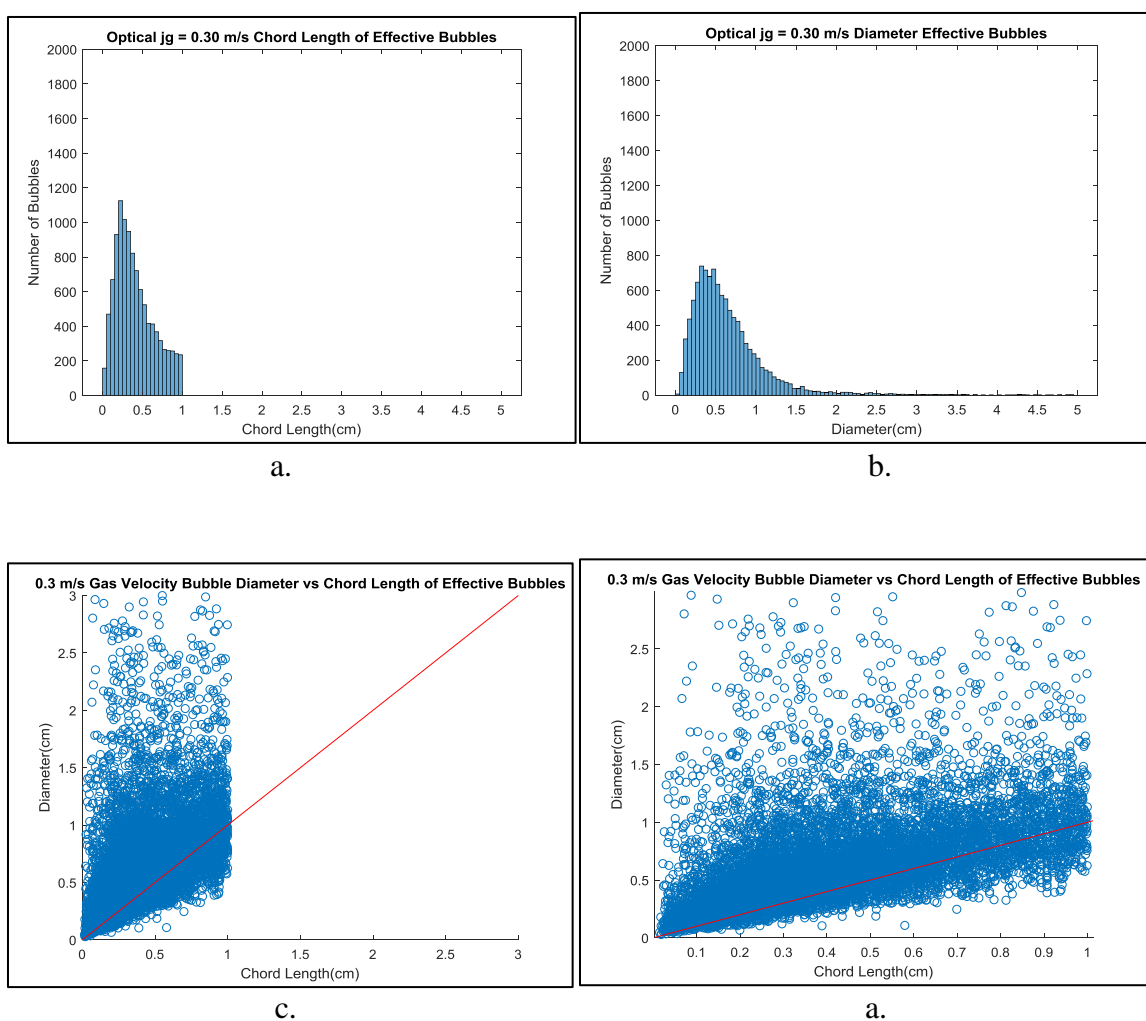 Optical jg = 0.30 m/s Chord Length of Effective Bubbles
2000
1800
1600
1400
1200
1000
800
600
400
200
0
Number of Bubbles
0 0.5 1 1.5 2 2.5 3 3.5 4 4.5 5
Chord Length(cm)
a.
Optical jg = 0.30 m/s Diameter Effective Bubbles
2000
1800
1600
1400
1200
1000
800
600
400
200
0
Number of Bubbles
0 0.5 1 1.5 2 2.5 3 3.5 4 4.5 5
Diameter(cm)
b.
0.3 m/s Gas Velocity Bubble Diameter vs Chord Length of Effective Bubbles
3
2.5
2
1.5
1
0.5
0
Diameter(cm)
0 0.5 1 1.5 2 2.5 3
Chord Length(cm)
c.
0.3 m/s Gas Velocity Bubble Diameter vs Chord Length of Effective Bubbles
2.5
2
1.5
1
0.5
0
Diameter(cm)
0.1 0.2 0.3 0.4 0.5 0.6 0.7 0.8 0.9 1
Chord Length(cm)
a.